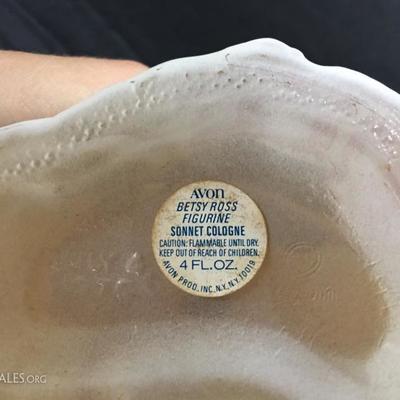 AVON
BETSY ROSS
FIGURINE
SONNET COLOGNE
CAUTION: FLAMMABLE UNTIL DRY.
KEEP OUT OF REACH OF CHILDREN.
4 FL.OZ.
AVON PROD. INC. N.Y., N.Y. 10019
ALES.ORG